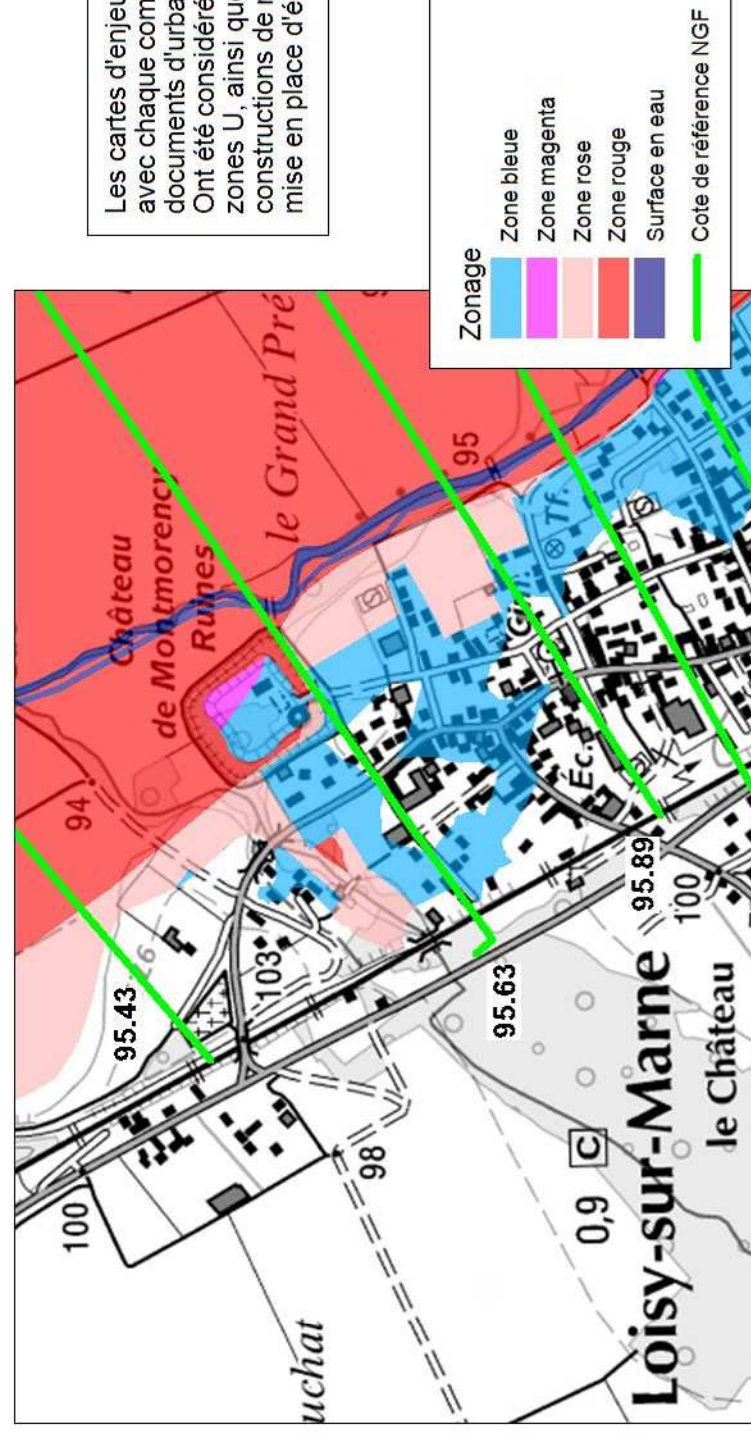 Les cartes d'enjeu
avec chaque com
documents d'urba
Ont été considéré
zones U, ainsi que
constructions de
mise en place d'é
Zonage
Zone bleue
Zone magenta
Zone rose
Zone rouge
Surface en eau
Cote de référence NGF
Château
de Montmorency
Ruines
le Grand Pré
94
95
95.43
103
95.63
95.89
100
100
98
Tf.
Éc.
0,9
C
Loisy-sur-Marne
le Château
uchat